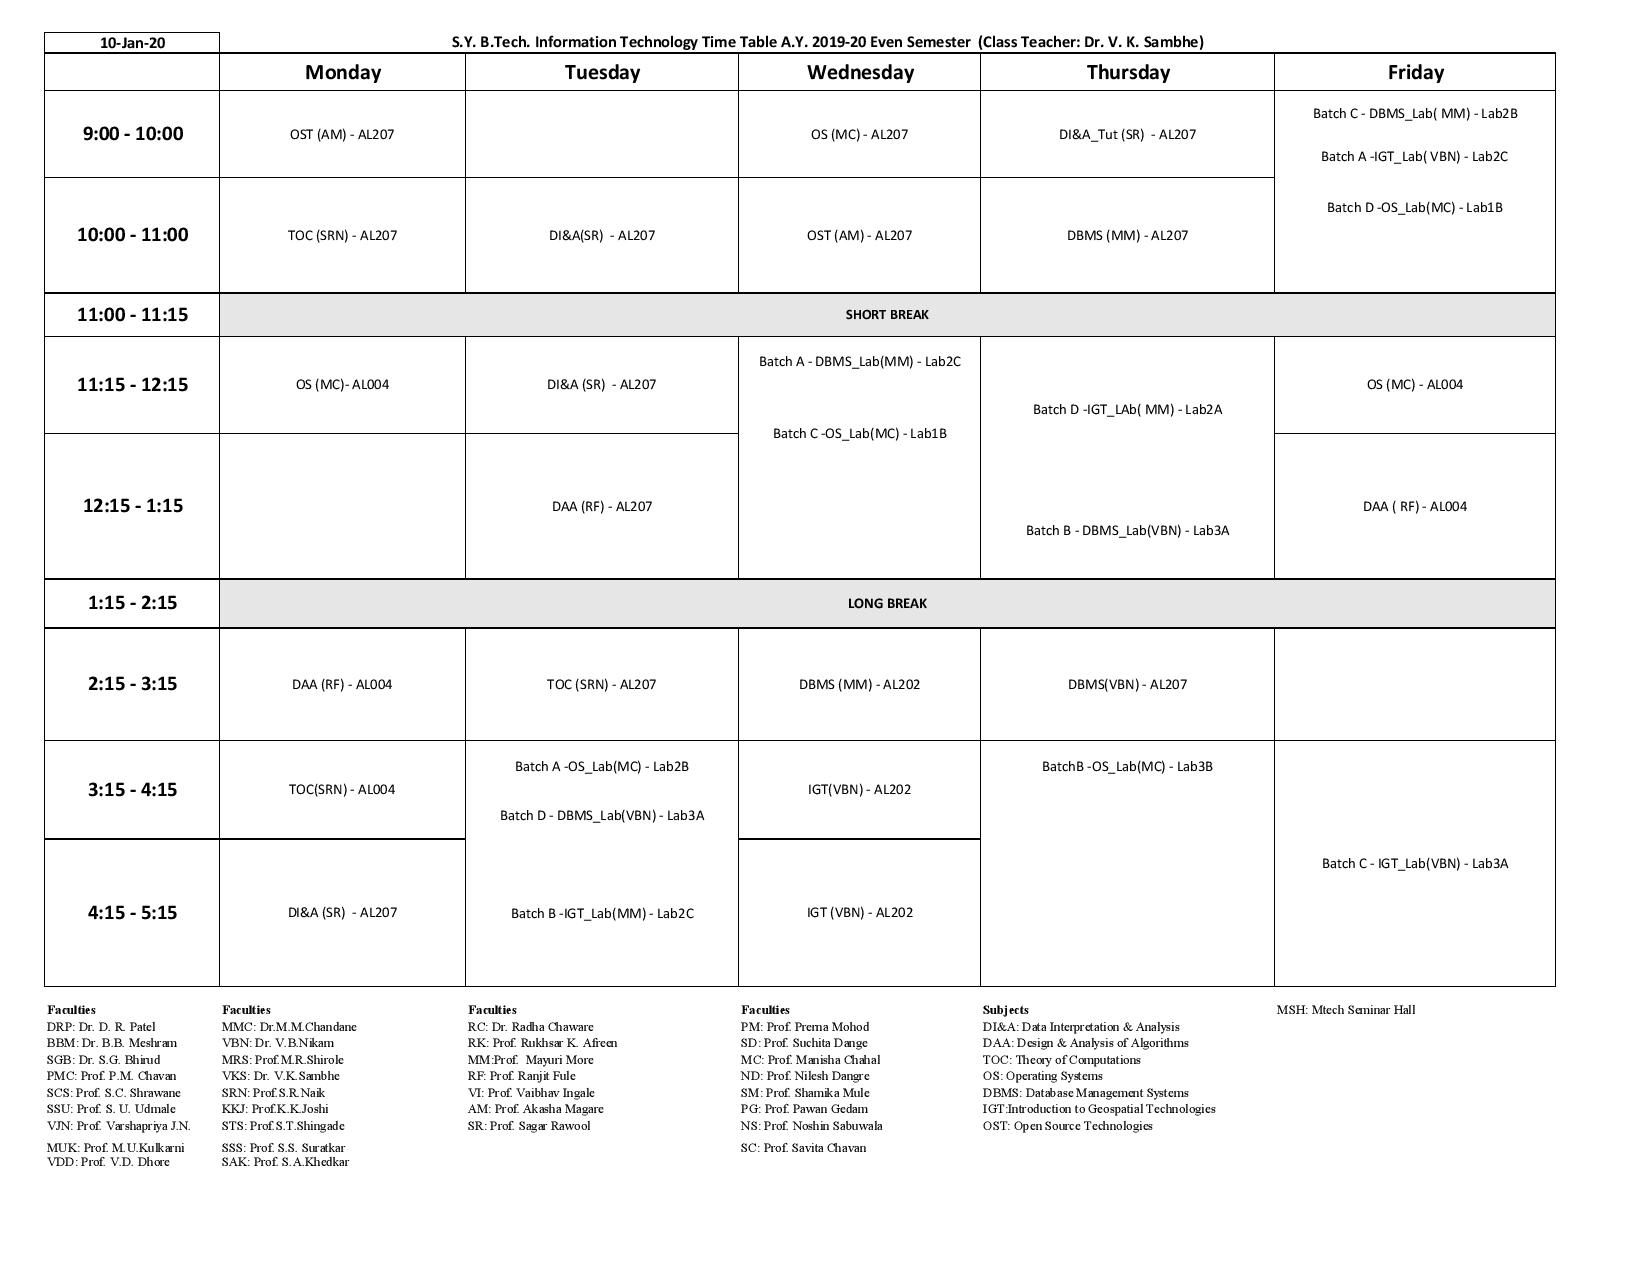 10-Jan-20 S.Y. B.Tech. Information Technology Time Table A.Y. 2019-20 Even Semester (Class Teacher: Dr. V. K. Sambhe)
Monday Tuesday Wednesday Thursday Friday
9:00 - 10:00 OST (AM) - AL207 OS (MC) - AL207 DI&A_Tut (SR) - AL207
Batch C - DBMS_Lab( MM) - Lab2B
Batch A -IGT_Lab( VBN) - Lab2C
Batch D -OS_Lab(MC) - Lab1B
10:00 - 11:00 TOC (SRN) - AL207 DI&A(SR) - AL207 OST (AM) - AL207 DBMS (MM) - AL207
11:00 - 11:15 SHORT BREAK
11:15 - 12:15 OS (MC)- AL004 DI&A (SR) - AL207
Batch A - DBMS_Lab(MM) - Lab2C
Batch C -OS_Lab(MC) - Lab1B
Batch D -IGT_LAb( MM) - Lab2A
OS (MC) - AL004
12:15 - 1:15 DAA (RF) - AL207
Batch B - DBMS_Lab(VBN) - Lab3A
DAA ( RF) - AL004
1:15 - 2:15 LONG BREAK
2:15 - 3:15 DAA (RF) - AL004 TOC (SRN) - AL207 DBMS (MM) - AL202 DBMS(VBN) - AL207
3:15 - 4:15 TOC(SRN) - AL004
Batch A -OS_Lab(MC) - Lab2B
Batch D - DBMS_Lab(VBN) - Lab3A
IGT(VBN) - AL202
BatchB -OS_Lab(MC) - Lab3B
Batch C - IGT_Lab(VBN) - Lab3A
4:15 - 5:15 DI&A (SR) - AL207 Batch B -IGT_Lab(MM) - Lab2C IGT (VBN) - AL202
Faculties Faculties Faculties Faculties Subjects MSH: Mtech Seminar Hall
DRP: Dr. D. R. Patel MMC: Dr.M.M.Chandane RC: Dr. Radha Chaware PM: Prof. Prerna Mohod DI&A: Data Interpretation & Analysis
BBM: Dr. B.B. Meshram VBN: Dr. V.B.Nikam RK: Prof. Rukhsar K. Afreen SD: Prof. Suchita Dange DAA: Design & Analysis of Algorithms
SGB: Dr. S.G. Bhirud MRS: Prof.M.R.Shirole MM:Prof. Mayuri More MC: Prof. Manisha Chahal TOC: Theory of Computations
PMC: Prof. P.M. Chavan VKS: Dr. V.K.Sambhe RF: Prof. Ranjit Fule ND: Prof. Nilesh Dangre OS: Operating Systems
SCS: Prof. S.C. Shrawane SRN: Prof.S.R.Naik VI: Prof. Vaibhav Ingale SM: Prof. Shamika Mule DBMS: Database Management Systems
SSU: Prof. S. U. Udmale KKJ: Prof.K.K.Joshi AM: Prof. Akasha Magare PG: Prof. Pawan Gedam IGT:Introduction to Geospatial Technologies
VJN: Prof. Varshapriya J.N. STS: Prof.S.T.Shingade SR: Prof. Sagar Rawool NS: Prof. Noshin Sabuwala OST: Open Source Technologies
MUK: Prof. M.U.Kulkarni SSS: Prof. S.S. Suratkar SC: Prof. Savita Chavan
VDD: Prof. V.D. Dhore SAK: Prof. S.A.Khedkar